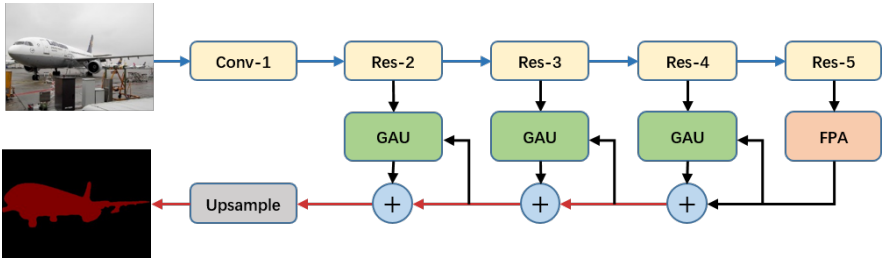 Conv-1
Res-2
Res-3
Res-4
Res-5
GAU
GAU
GAU
FPA
Upsample
+
+
+